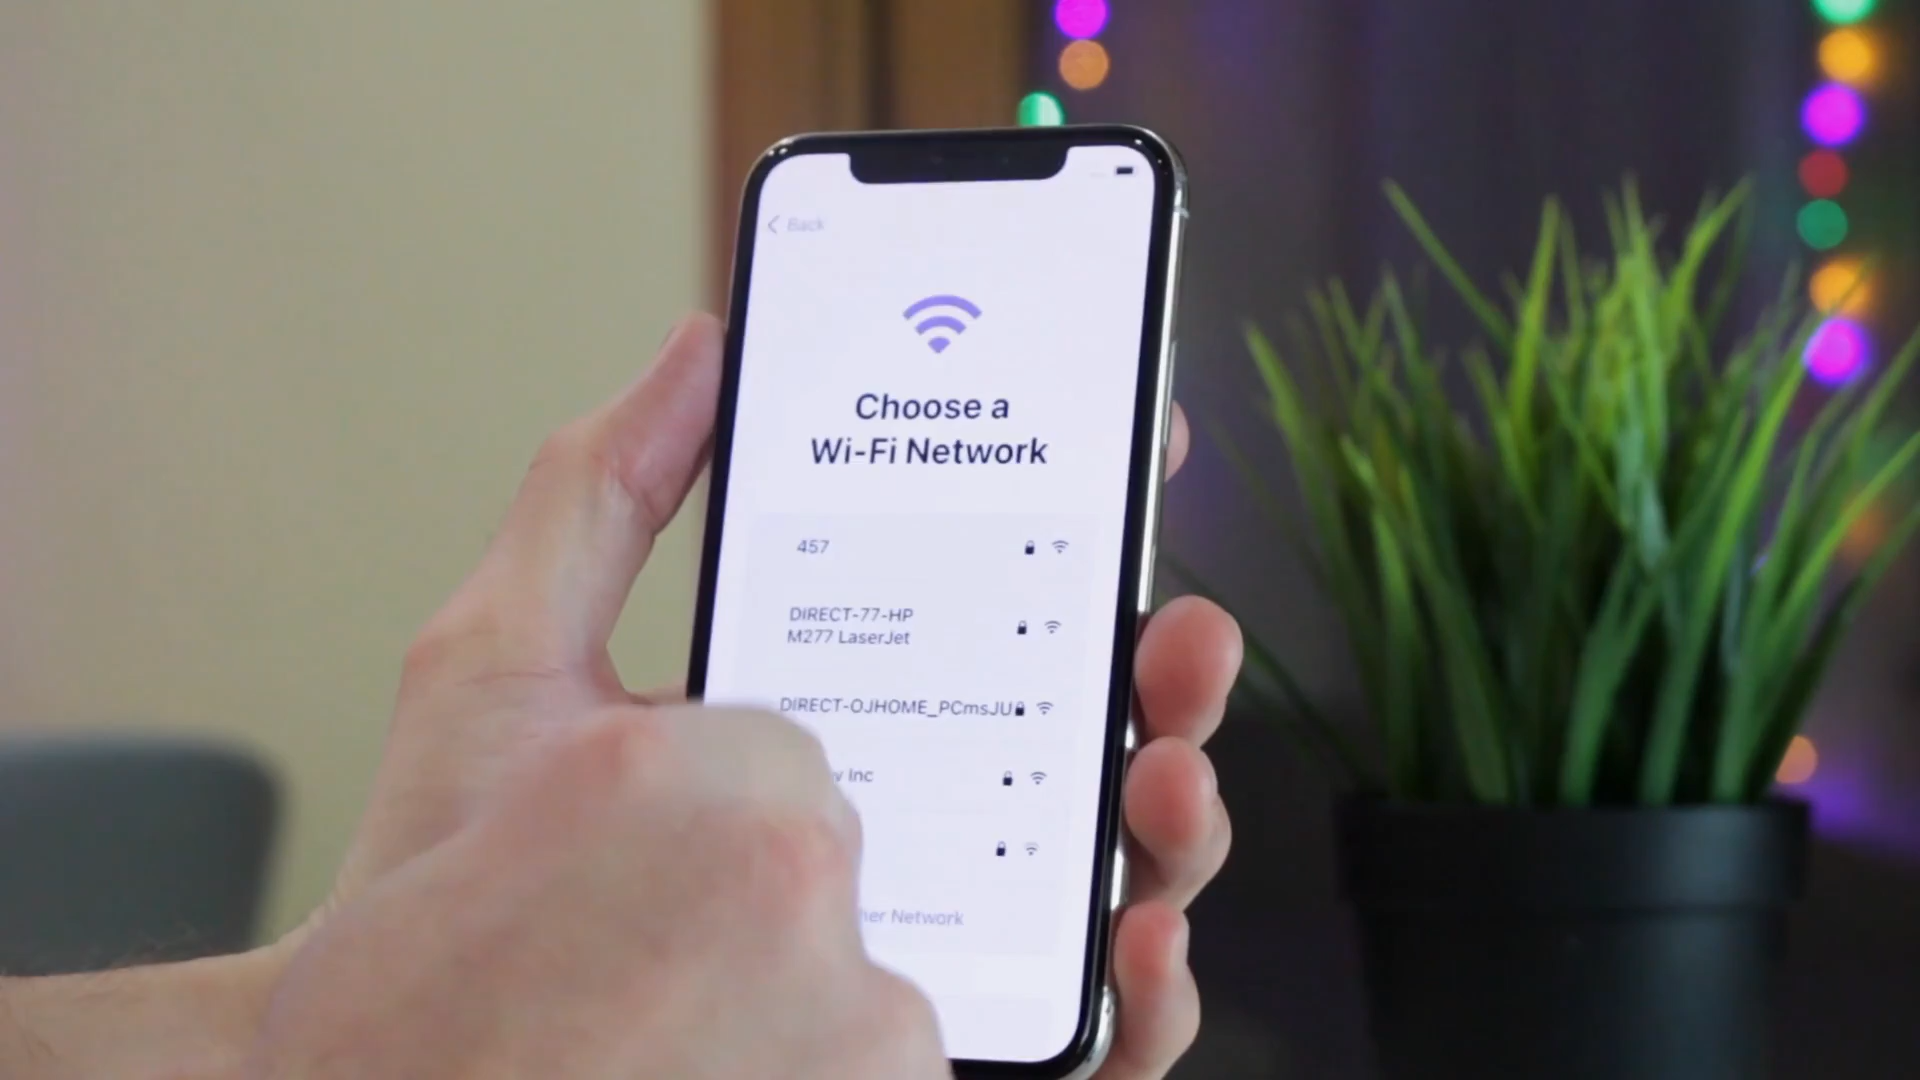 Back
Choose a
Wi-Fi Network
457
DIRECT-77-HP
M277 LaserJet
DIRECT-OJHOME_PCmsJU
Inc
Network